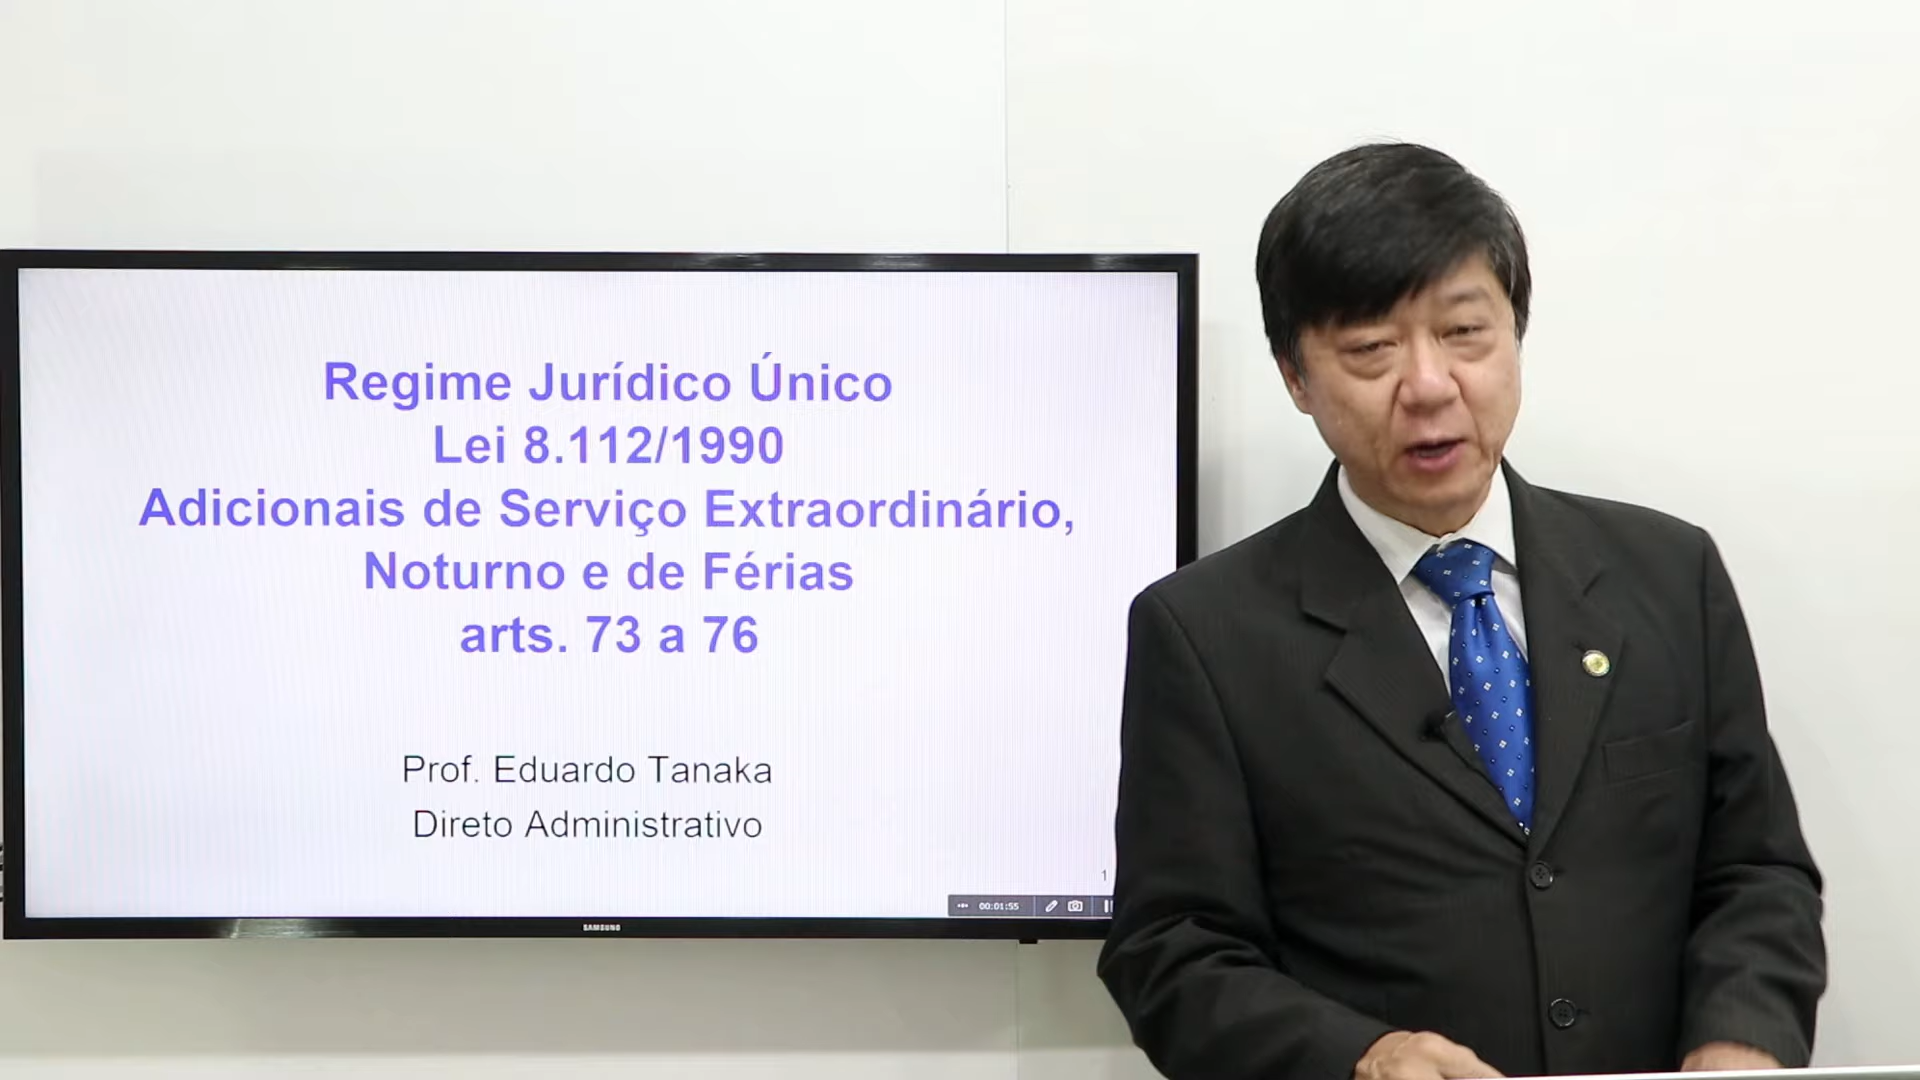 Regime Jurídico Único
Lei 8.112/1990
Adicionais de Serviço Extraordinário,
Noturno e de Férias
arts. 73 a 76
Prof. Eduardo Tanaka
Direto Administrativo
1
00:01:55
SAMSUNG